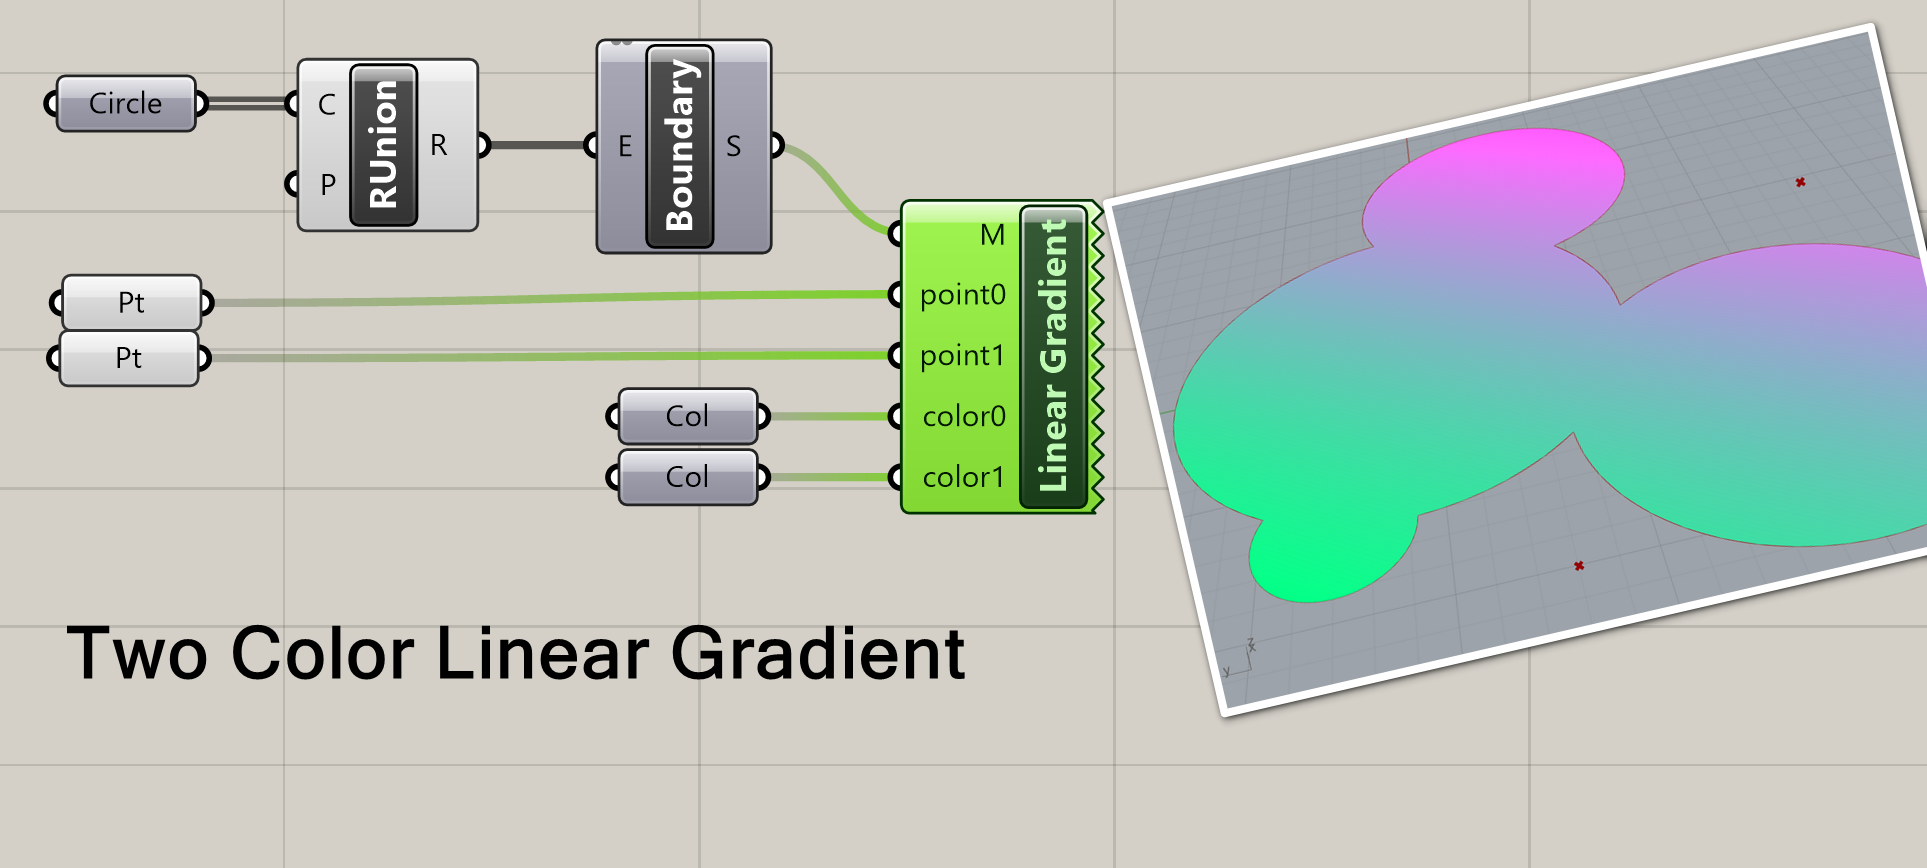 Circle
C
P
RUnion
R
E
Boundary
S
Pt
Pt
Col
Col
M
point0
point1
color0
color1
Linear Gradient
Two Color Linear Gradient
z
x
y